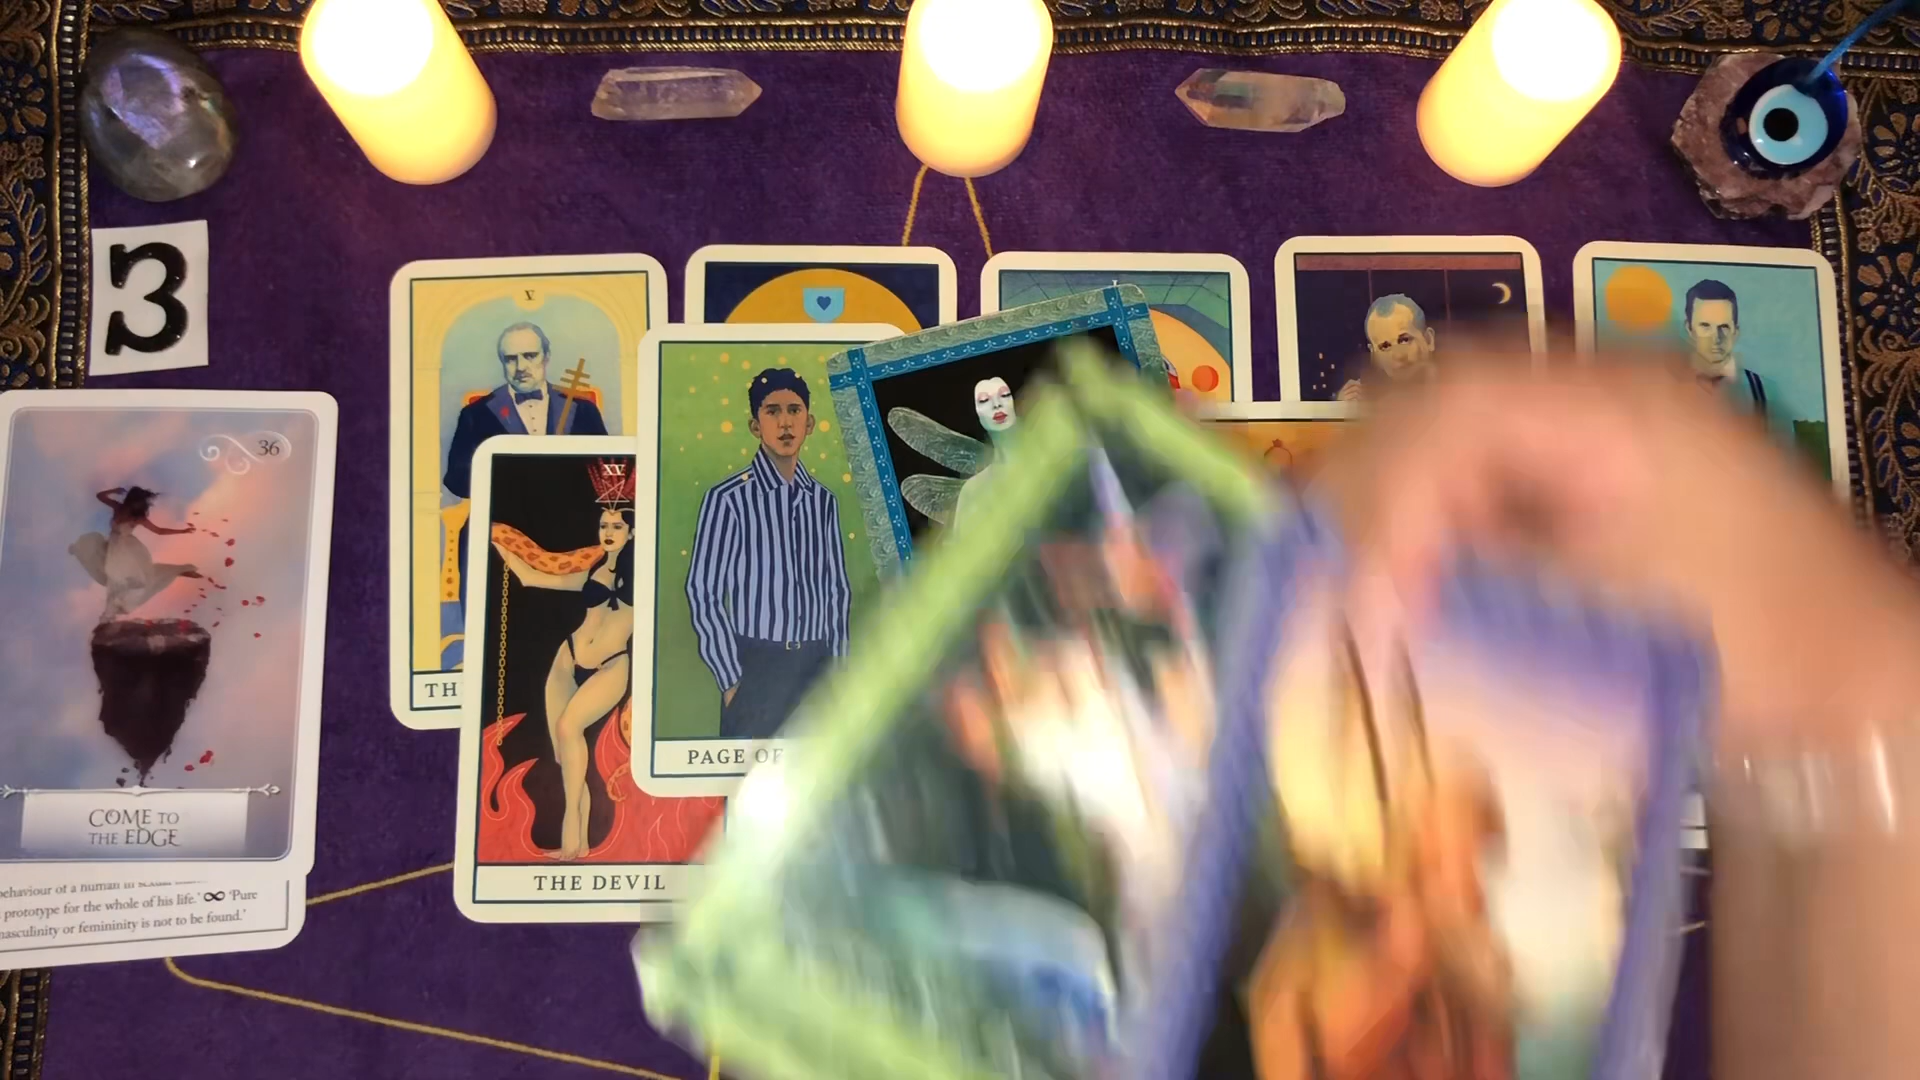 3
V
36
XV
TH
COME TO
THE EDGE
PAGE OF
THE DEVIL
behaviour of a human in
prototype for the whole of his life.' ∞ 'Pure
masculinity or femininity is not to be found.'